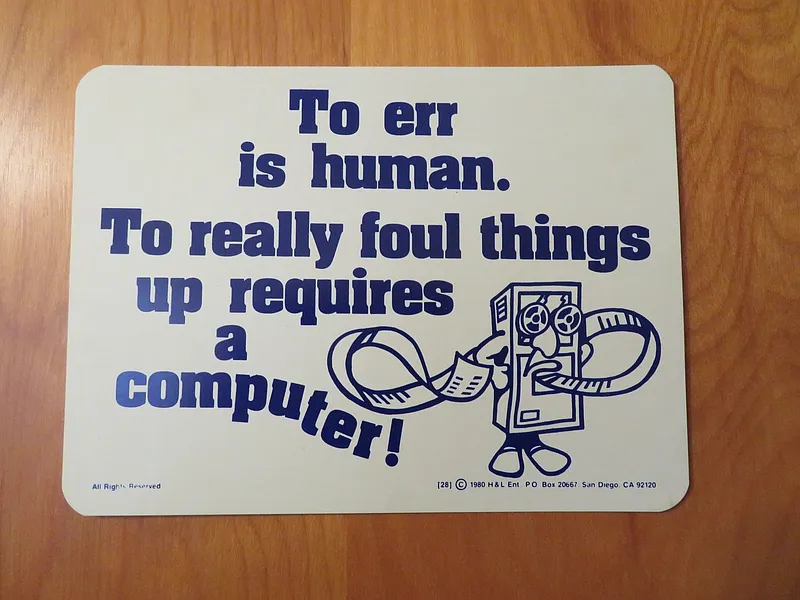 To err
is human.
To really foul things
up requires
a
computer!
All Rights Reserved
[28] © 1980 H & L Ent. P.O. Box 20667 San Diego, CA 92120